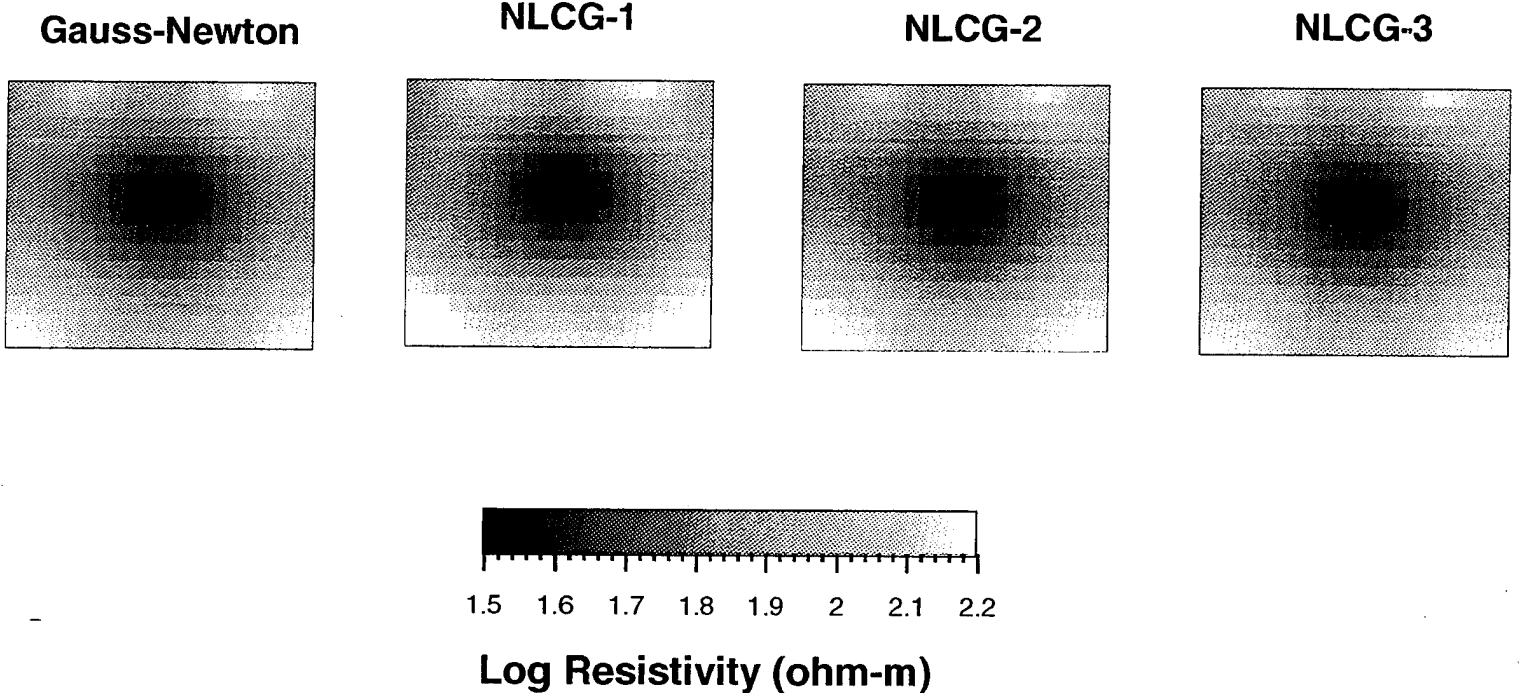 Gauss-Newton
NLCG-1
NLCG-2
NLCG-3
1.5 1.6 1.7 1.8 1.9 2 2.1 2.2
Log Resistivity (ohm-m)